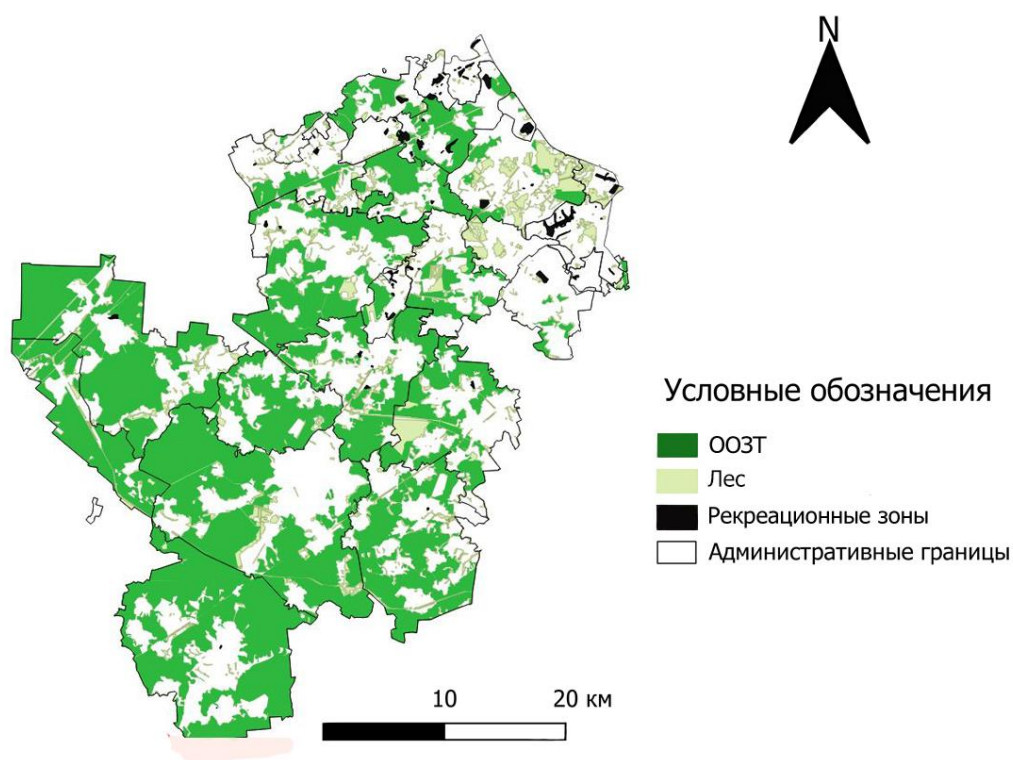 N
Условные обозначения
ООЗТ
Лес
Рекреационные зоны
Административные границы
10 20 км